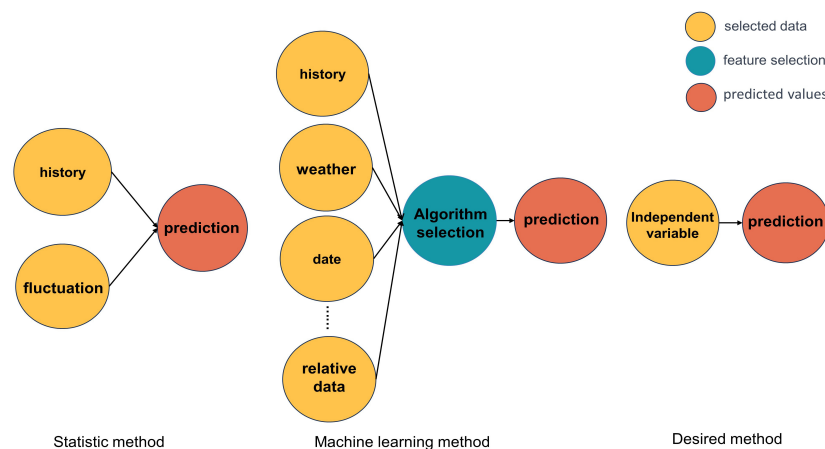 selected data
feature selection
predicted values
history
fluctuation
prediction
Statistic method
history
weather
date
relative
data
Algorithm
selection
prediction
Machine learning method
Independent
variable
prediction
Desired method